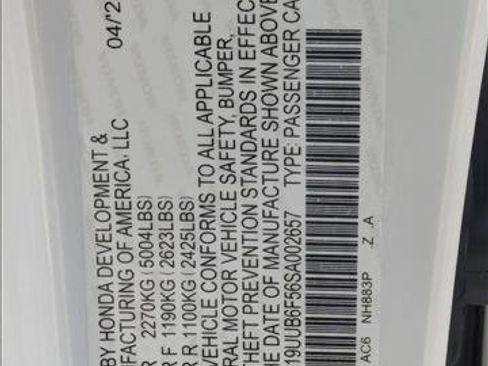 BY HONDA DEVELOPMENT &
FACTURING OF AMERICA, LLC 04/'2
R 2270KG (5004LBS)
R F 1190KG (2623LBS)
R R 1100KG (2425LBS)
VEHICLE CONFORMS TO ALL APPLICABLE
RAL MOTOR VEHICLE SAFETY, BUMPER,
THEFT PREVENTION STANDARDS IN EFFEC
HE DATE OF MANUFACTURE SHOWN ABOVE
19UUB6F56SA002657 TYPE: PASSENGER CA
AC6 NH883P Z A